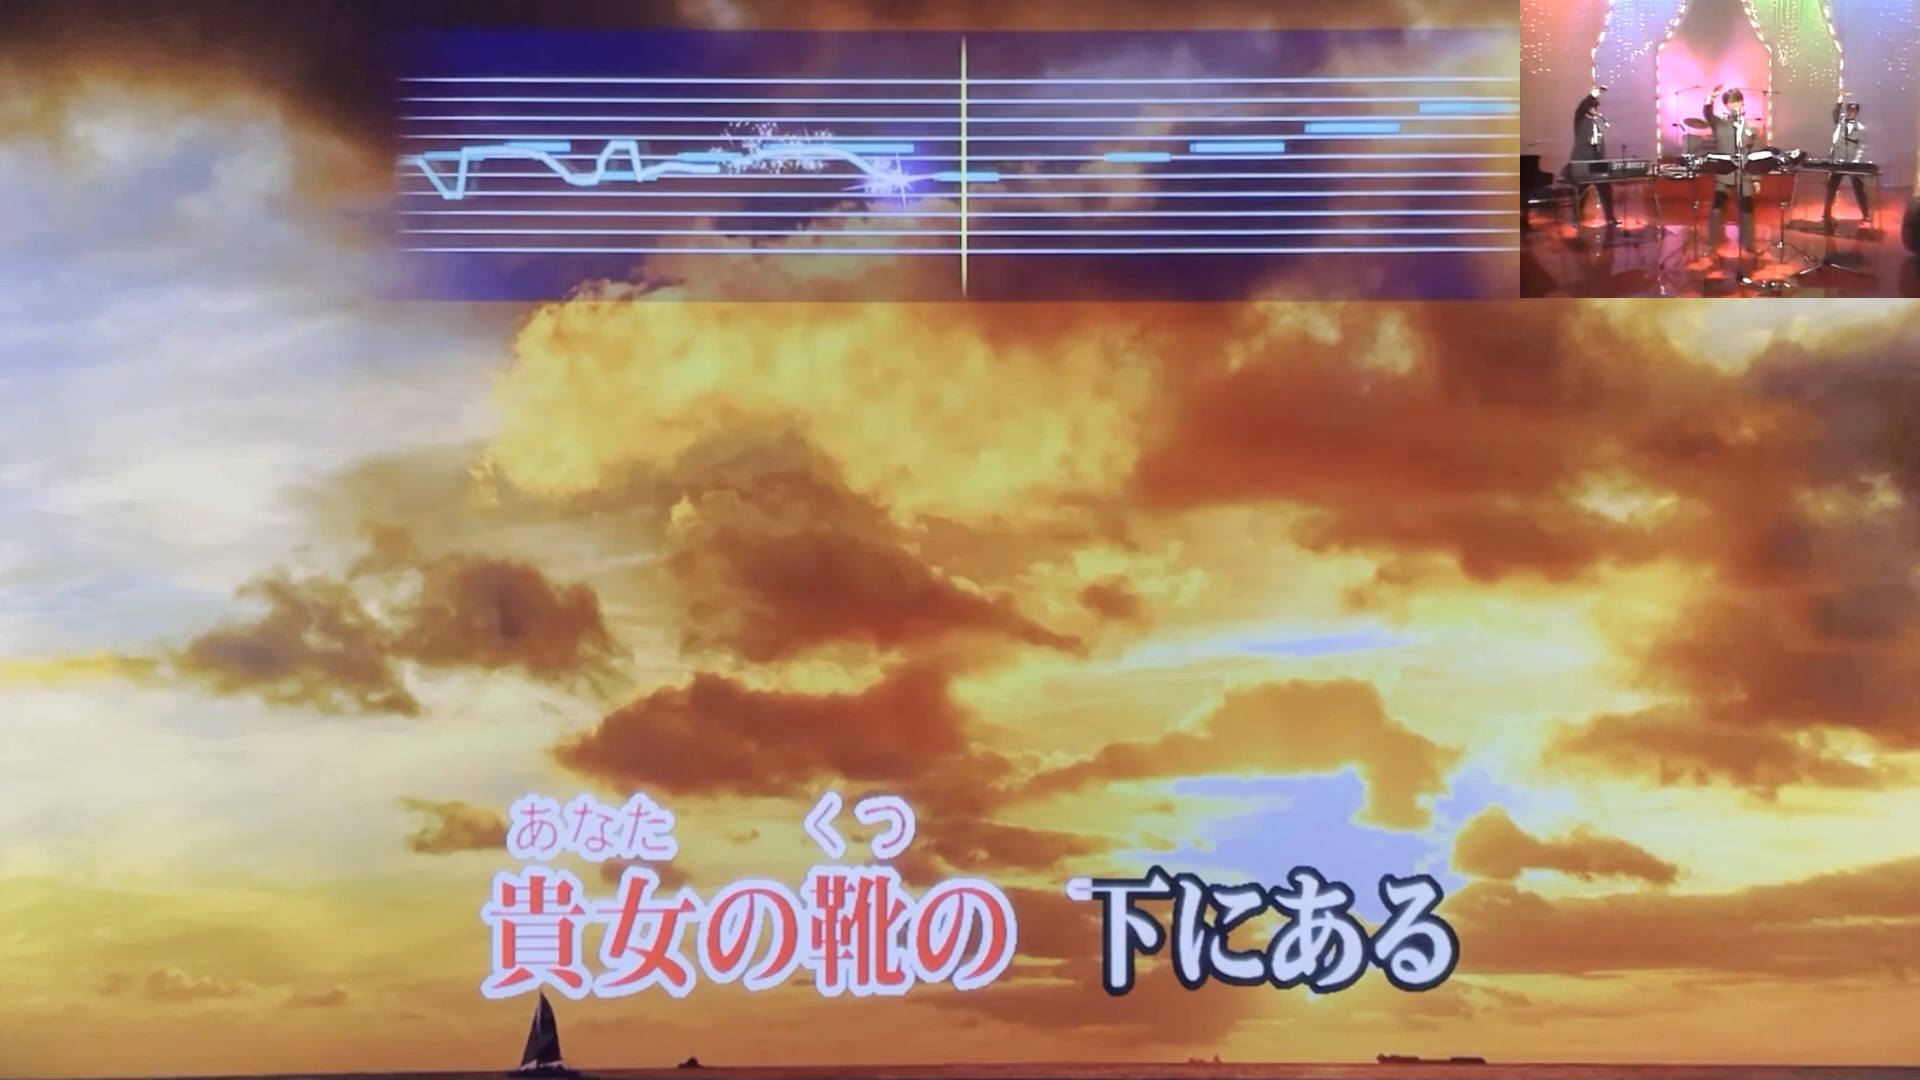 あなた くつ
貴女の靴の 下にある